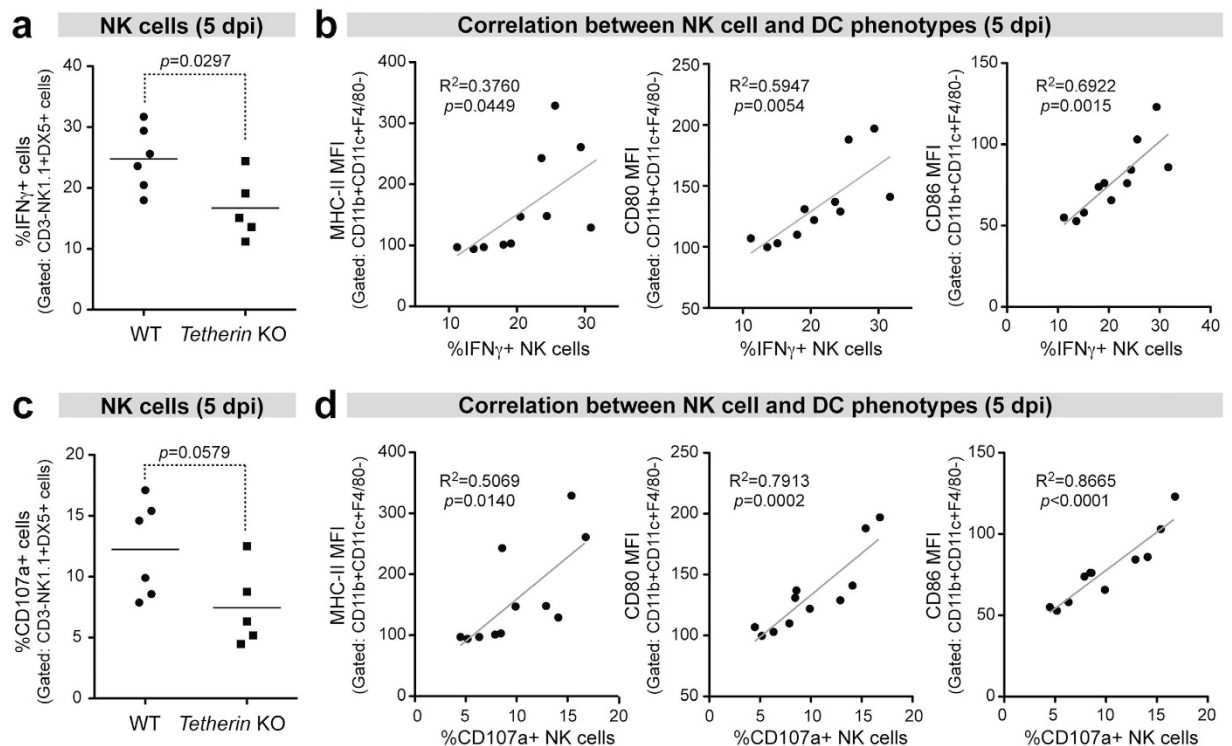 a
NK cells (5 dpi)
p=0.0297
%IFNγ+ cells
(Gated: CD3-NK1.1+DX5+ cells)
40
30
20
10
0
WT
Tetherin KO
b
Correlation between NK cell and DC phenotypes (5 dpi)
R²=0.3760
p=0.0449
MHC-II MFI
(Gated: CD11b+CD11c+F4/80-)
400
300
200
100
0
10 20 30
%IFNγ+ NK cells
R²=0.5947
p=0.0054
CD80 MFI
(Gated: CD11b+CD11c+F4/80-)
250
200
150
100
50
10 20 30
%IFNγ+ NK cells
R²=0.6922
p=0.0015
CD86 MFI
(Gated: CD11b+CD11c+F4/80-)
150
100
50
0
0 10 20 30 40
%IFNγ+ NK cells
c
NK cells (5 dpi)
p=0.0579
%CD107a+ cells
(Gated: CD3-NK1.1+DX5+ cells)
20
15
10
5
0
WT
Tetherin KO
d
Correlation between NK cell and DC phenotypes (5 dpi)
R²=0.5069
p=0.0140
MHC-II MFI
(Gated: CD11b+CD11c+F4/80-)
400
300
200
100
0
0 5 10 15 20
%CD107a+ NK cells
R²=0.7913
p=0.0002
CD80 MFI
(Gated: CD11b+CD11c+F4/80-)
250
200
150
100
50
0 5 10 15 20
%CD107a+ NK cells
R²=0.8665
p<0.0001
CD86 MFI
(Gated: CD11b+CD11c+F4/80-)
150
100
50
0
0 5 10 15 20
%CD107a+ NK cells